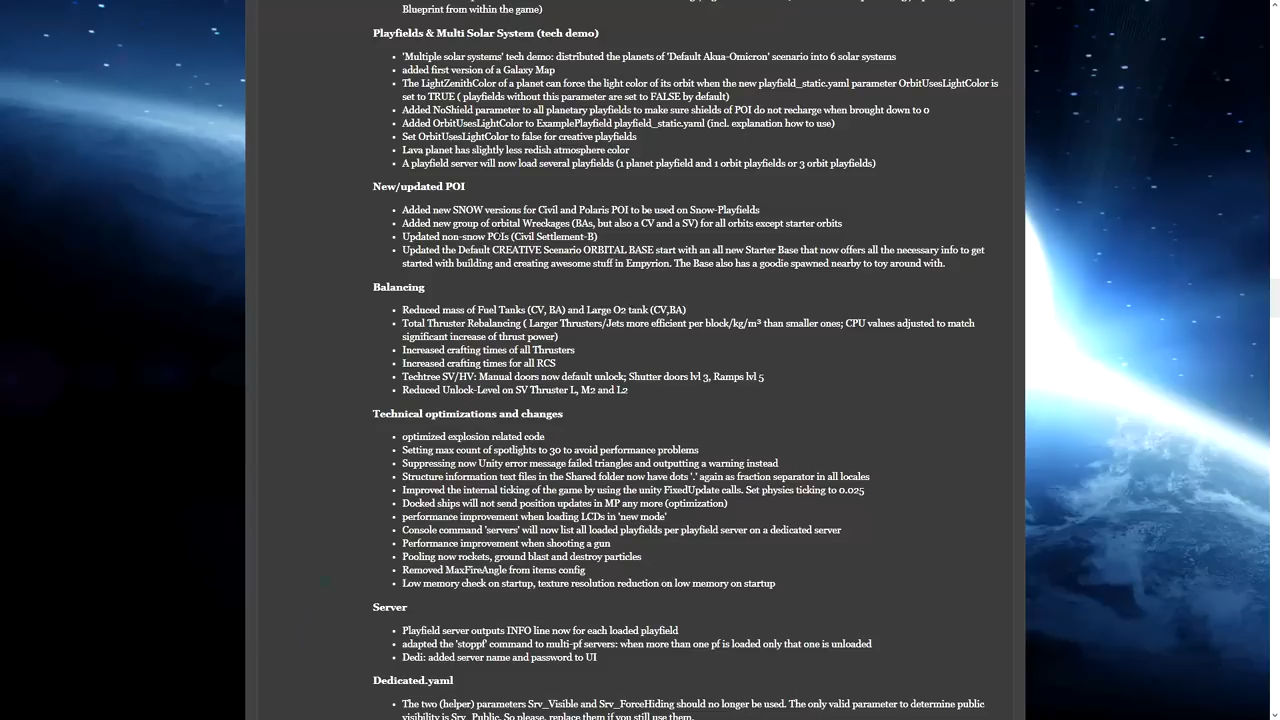 Blueprint from within the game)
Playfields & Multi Solar System (tech demo)
• 'Multiple solar systems' tech demo: distributed the planets of 'Default Akua-Omicron' scenario into 6 solar systems
• added first version of a Galaxy Map
• The LightZenithColor of a planet can force the light color of its orbit when the new playfield_static.yaml parameter OrbitUsesLightColor is
set to TRUE ( playfields without this parameter are set to FALSE by default)
• Added NoShield parameter to all planetary playfields to make sure shields of POI do not recharge when brought down to 0
• Added OrbitUsesLightColor to ExamplePlayfield playfield_static.yaml (incl. explanation how to use)
• Set OrbitUsesLightColor to false for creative playfields
• Lava planet has slightly less redish atmosphere color
• A playfield server will now load several playfields (1 planet playfield and 1 orbit playfields or 3 orbit playfields)
New/updated POI
• Added new SNOW versions for Civil and Polaris POI to be used on Snow-Playfields
• Added new group of orbital Wreckages (BAs, but also a CV and a SV) for all orbits except starter orbits
• Updated non-snow POIs (Civil Settlement-B)
• Updated the Default CREATIVE Scenario ORBITAL BASE start with an all new Starter Base that now offers all the necessary info to get
started with building and creating awesome stuff in Empyrion. The Base also has a goodie spawned nearby to toy around with.
Balancing
• Reduced mass of Fuel Tanks (CV, BA) and Large O2 tank (CV,BA)
• Total Thruster Rebalancing ( Larger Thrusters/Jets more efficient per block/kg/m³ than smaller ones; CPU values adjusted to match
significant increase of thrust power)
• Increased crafting times of all Thrusters
• Increased crafting times for all RCS
• Techtree SV/HV: Manual doors now default unlock; Shutter doors lvl 3, Ramps lvl 5
• Reduced Unlock-Level on SV Thruster L, M2 and L2
Technical optimizations and changes
• optimized explosion related code
• Setting max count of spotlights to 30 to avoid performance problems
• Suppressing now Unity error message failed triangles and outputting a warning instead
• Structure information text files in the Shared folder now have dots '.' again as fraction separator in all locales
• Improved the internal ticking of the game by using the unity FixedUpdate calls. Set physics ticking to 0.025
• Docked ships will not send position updates in MP any more (optimization)
• performance improvement when loading LCDs in 'new mode'
• Console command 'servers' will now list all loaded playfields per playfield server on a dedicated server
• Performance improvement when shooting a gun
• Pooling now rockets, ground blast and destroy particles
• Removed MaxFireAngle from items config
• Low memory check on startup, texture resolution reduction on low memory on startup
Server
• Playfield server outputs INFO line now for each loaded playfield
• adapted the 'stoppf' command to multi-pf servers: when more than one pf is loaded only that one is unloaded
• Dedi: added server name and password to UI
Dedicated.yaml
• The two (helper) parameters Srv_Visible and Srv_ForceHiding should no longer be used. The only valid parameter to determine public
visibility is Srv_Public. So please, replace them if you still use them.